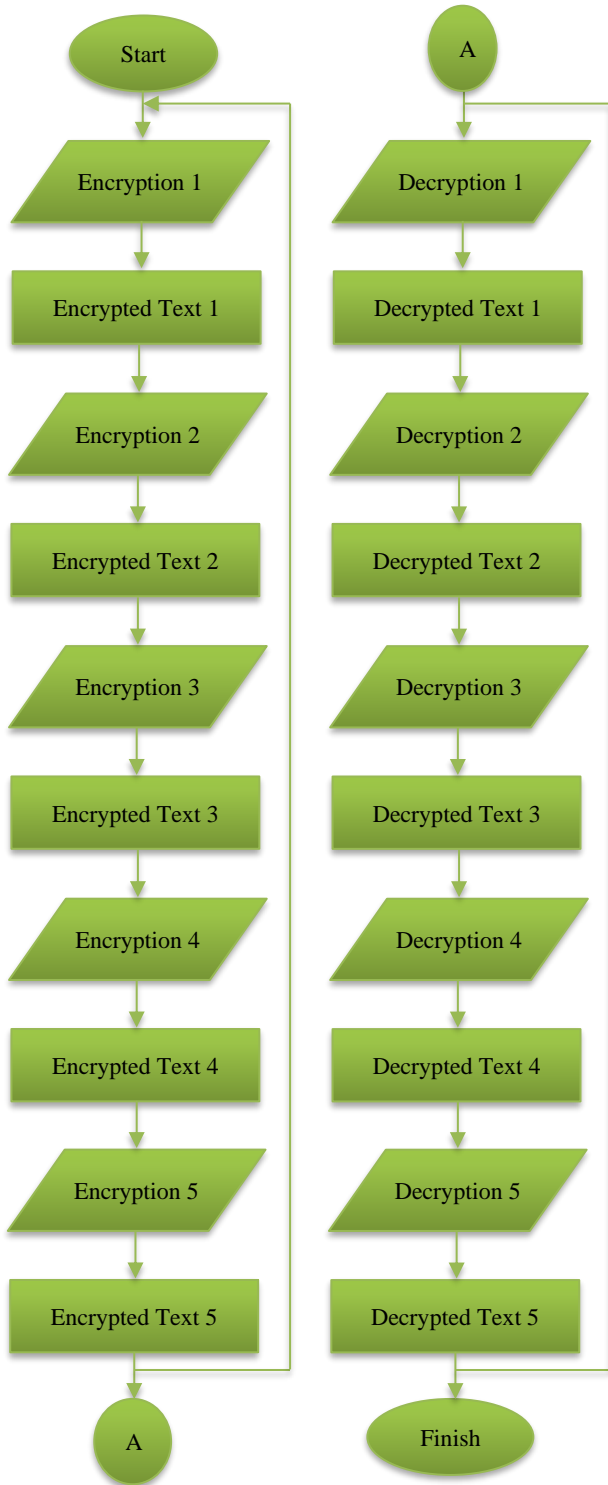 Start
Encryption 1
Encrypted Text 1
Encryption 2
Encrypted Text 2
Encryption 3
Encrypted Text 3
Encryption 4
Encrypted Text 4
Encryption 5
Encrypted Text 5
A
A
Decryption 1
Decrypted Text 1
Decryption 2
Decrypted Text 2
Decryption 3
Decrypted Text 3
Decryption 4
Decrypted Text 4
Decryption 5
Decrypted Text 5
Finish